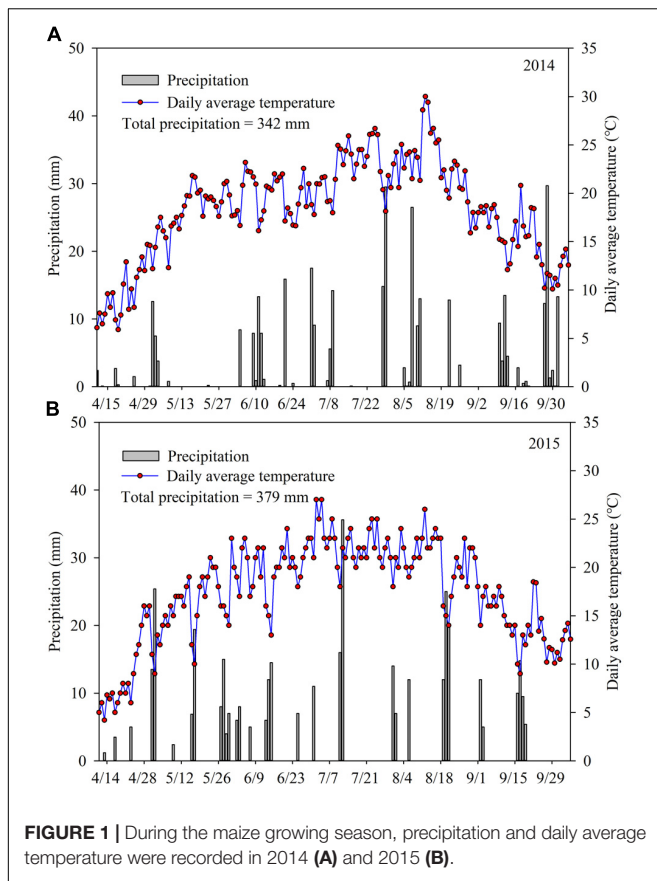 A
2014
Precipitation
Daily average temperature
Total precipitation = 342 mm
Precipitation (mm)
50
40
30
20
10
0
35
30
25
20
15
10
5
0
Daily average temperature (°C)
4/15 4/29 5/13 5/27 6/10 6/24 7/8 7/22 8/5 8/19 9/2 9/16 9/30
B
2015
Precipitation
Daily average temperature
Total precipitation = 379 mm
Precipitation (mm)
50
40
30
20
10
0
35
30
25
20
15
10
5
0
Daily average temperature (°C)
4/14 4/28 5/12 5/26 6/9 6/23 7/7 7/21 8/4 8/18 9/1 9/15 9/29
FIGURE 1 | During the maize growing season, precipitation and daily average
temperature were recorded in 2014 (A) and 2015 (B).